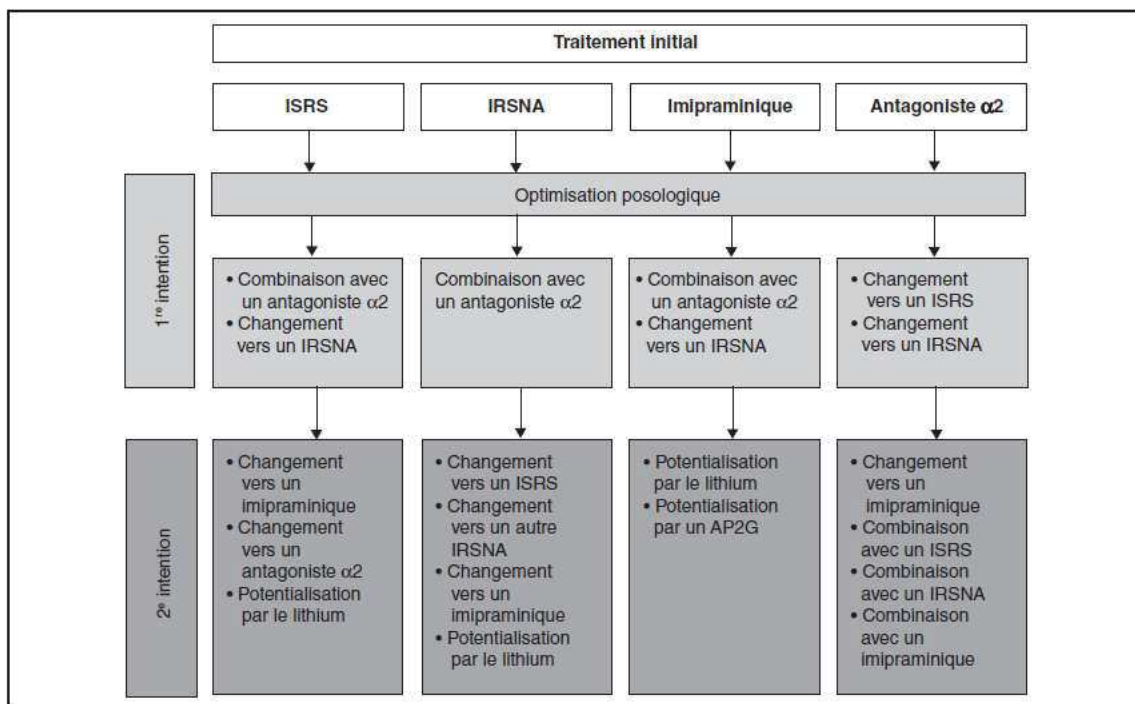 Traitement initial
ISRS
IRSNA
Imipraminique
Antagoniste α2
1re intention
Optimisation posologique
• Combinaison avec
un antagoniste α2
• Changement
vers un IRSNA
Combinaison avec
un antagoniste α2
• Combinaison avec
un antagoniste α2
• Changement
vers un IRSNA
• Changement
vers un ISRS
• Changement
vers un IRSNA
2e intention
• Changement
vers un
imipraminique
• Changement
vers un
antagoniste α2
• Potentialisation
par le lithium
• Changement
vers un ISRS
• Changement
vers un autre
IRSNA
• Changement
vers un
imipraminique
• Potentialisation
par le lithium
• Potentialisation
par le lithium
• Potentialisation
par un AP2G
• Changement
vers un
imipraminique
• Combinaison
avec un ISRS
• Combinaison
avec un IRSNA
• Combinaison
avec un
imipraminique